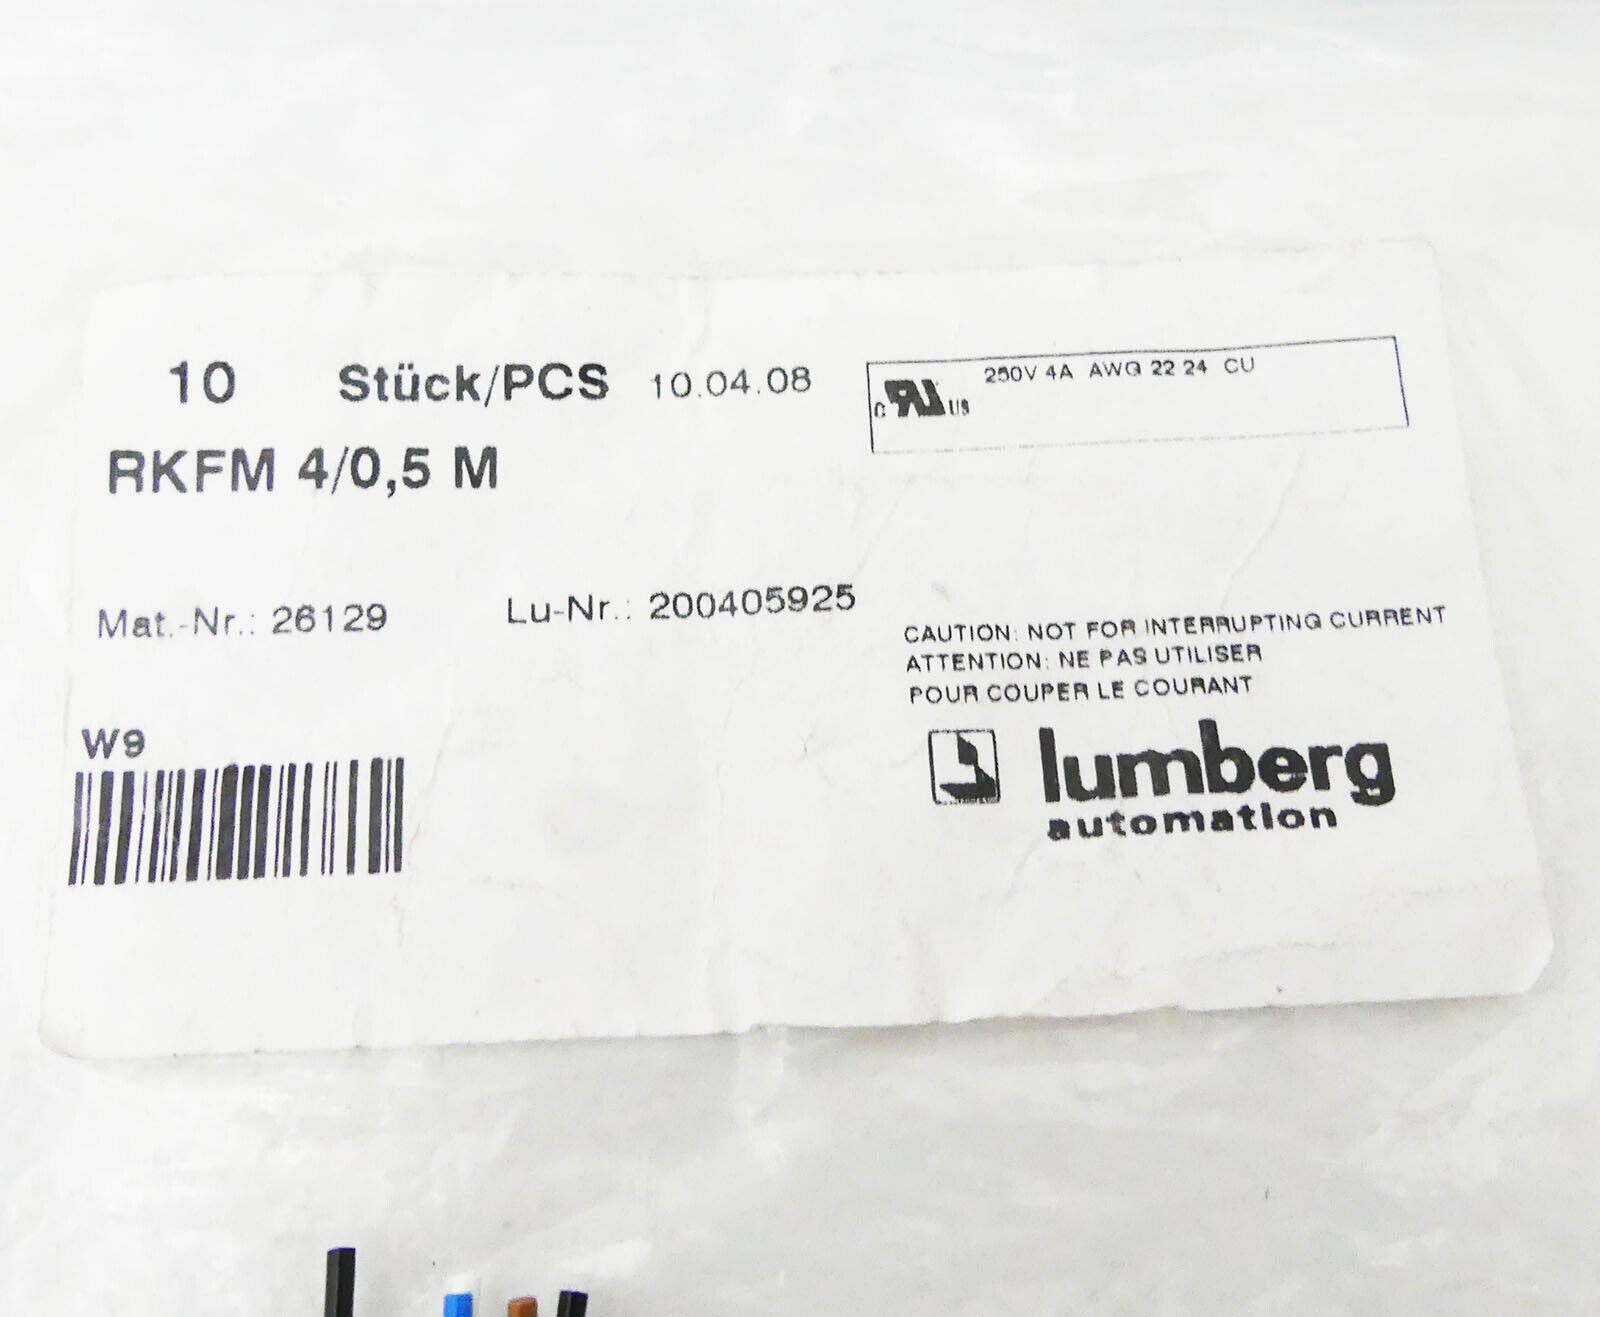 10 Stück/PCS 10.04.08
RKFM 4/0,5 M
c RU US 250V 4A AWG 22 24 CU
Mat.-Nr.: 26129 Lu-Nr.: 200405925
CAUTION: NOT FOR INTERRUPTING CURRENT
ATTENTION: NE PAS UTILISER
POUR COUPER LE COURANT
W9
lumberg
automation